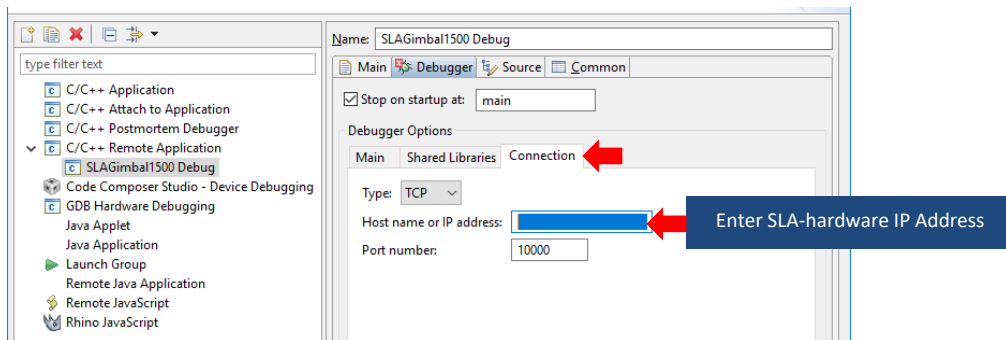 type filter text
C/C++ Application
C/C++ Attach to Application
C/C++ Postmortem Debugger
C/C++ Remote Application
SLAGimbal1500 Debug
Code Composer Studio - Device Debugging
GDB Hardware Debugging
Java Applet
Java Application
Launch Group
Remote Java Application
Remote JavaScript
Rhino JavaScript
Name: SLAGimbal1500 Debug
Main Debugger Source Common
Stop on startup at: main
Debugger Options
Main Shared Libraries Connection
Type: TCP
Host name or IP address:
Enter SLA-hardware IP Address
Port number: 10000